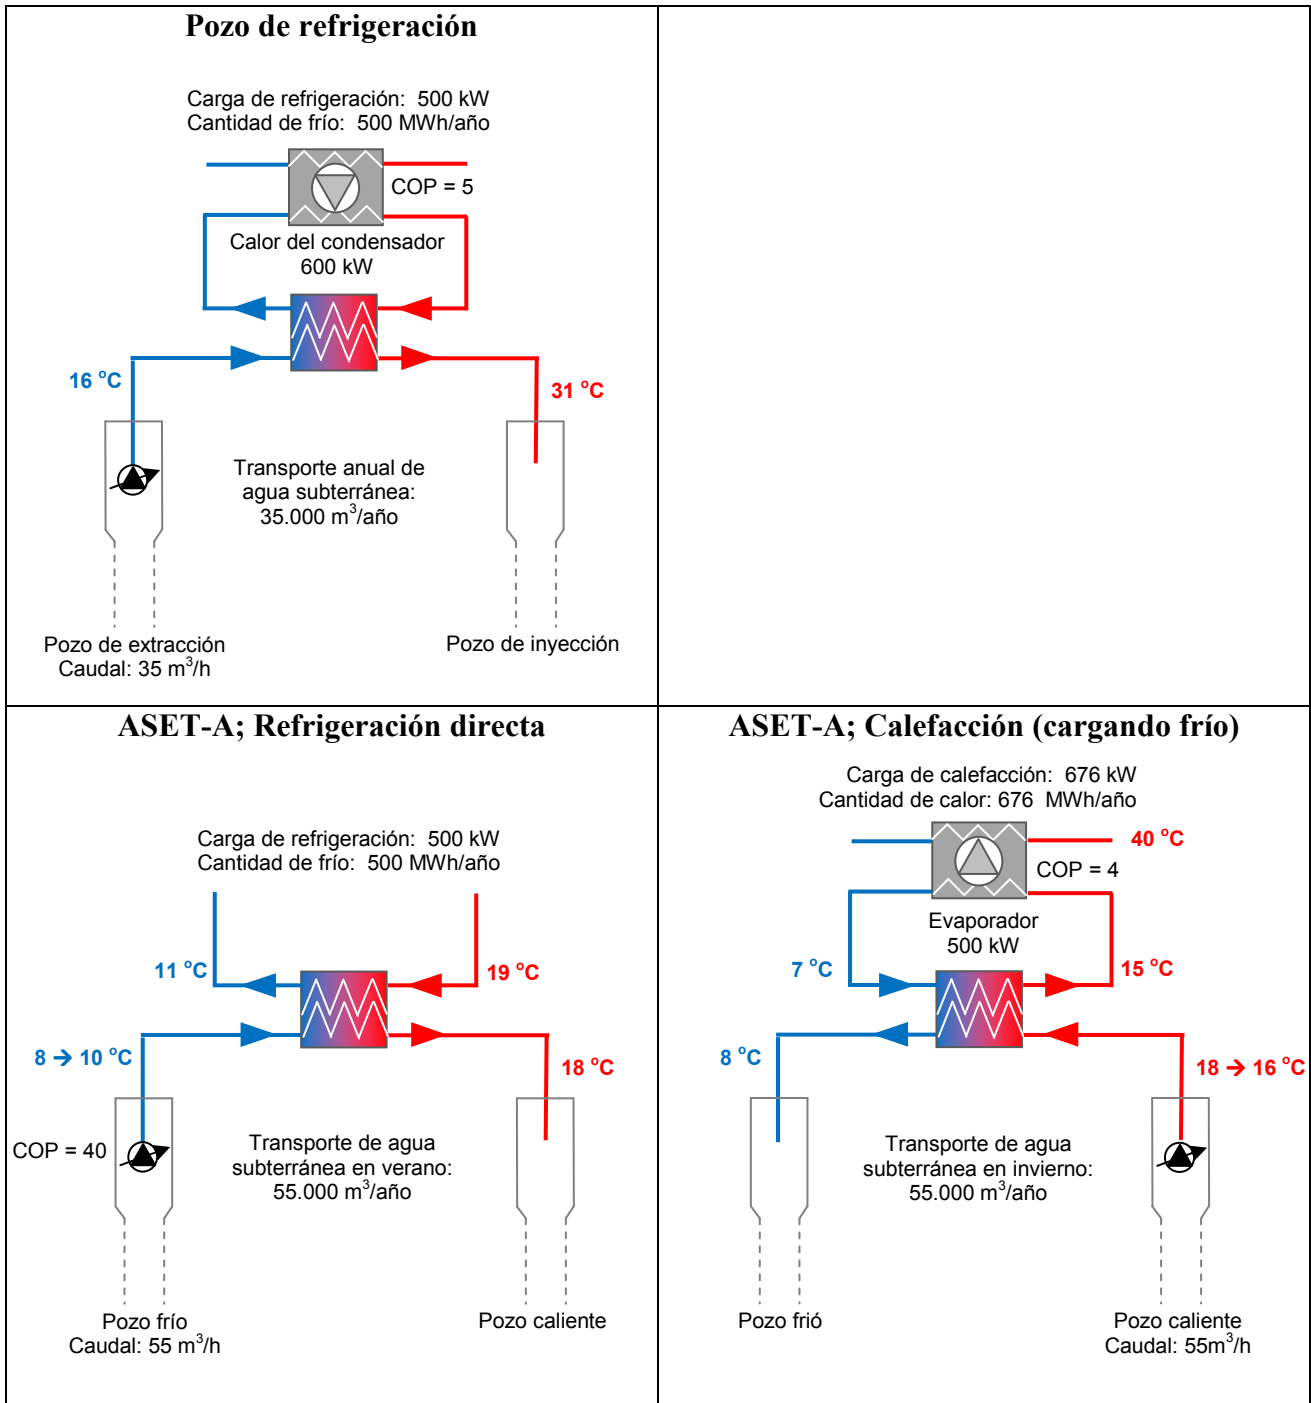 Pozo de refrigeración
Carga de refrigeración: 500 kW
Cantidad de frío: 500 MWh/año
COP = 5
Calor del condensador
600 kW
16 °C
31 °C
Transporte anual de
agua subterránea:
35.000 m³/año
Pozo de extracción
Caudal: 35 m³/h
Pozo de inyección
ASET-A; Refrigeración directa
Carga de refrigeración: 500 kW
Cantidad de frío: 500 MWh/año
11 °C
19 °C
8 → 10 °C
18 °C
COP = 40
Transporte de agua
subterránea en verano:
55.000 m³/año
Pozo frío
Caudal: 55 m³/h
Pozo caliente
ASET-A; Calefacción (cargando frío)
Carga de calefacción: 676 kW
Cantidad de calor: 676 MWh/año
40 °C
COP = 4
Evaporador
500 kW
7 °C
15 °C
8 °C
18 → 16 °C
Transporte de agua
subterránea en invierno:
55.000 m³/año
Pozo frió
Pozo caliente
Caudal: 55m³/h